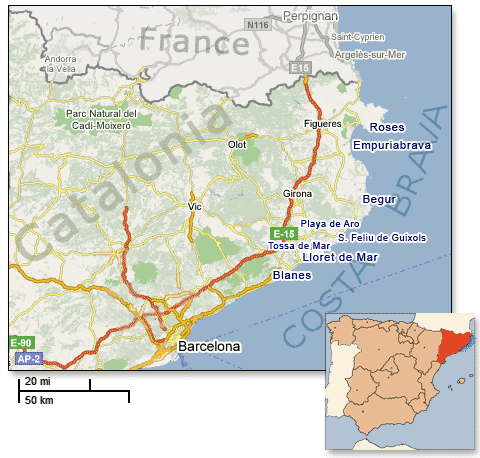 Perpignan
N116
Saint-Cyprien
France
Andorra
la Vella
Argelès-sur-Mer
E15
Parc Natural del
Cadí-Moixeró
Figueres
Roses
Catalonia
Olot
Empuriabrava
COSTA BRAVA
Girona
Begur
Vic
Playa de Aro
E-15
S. Feliu de Guixols
Tossa de Mar
Lloret de Mar
Blanes
E-90
Barcelona
AP-2
20 mi
50 km